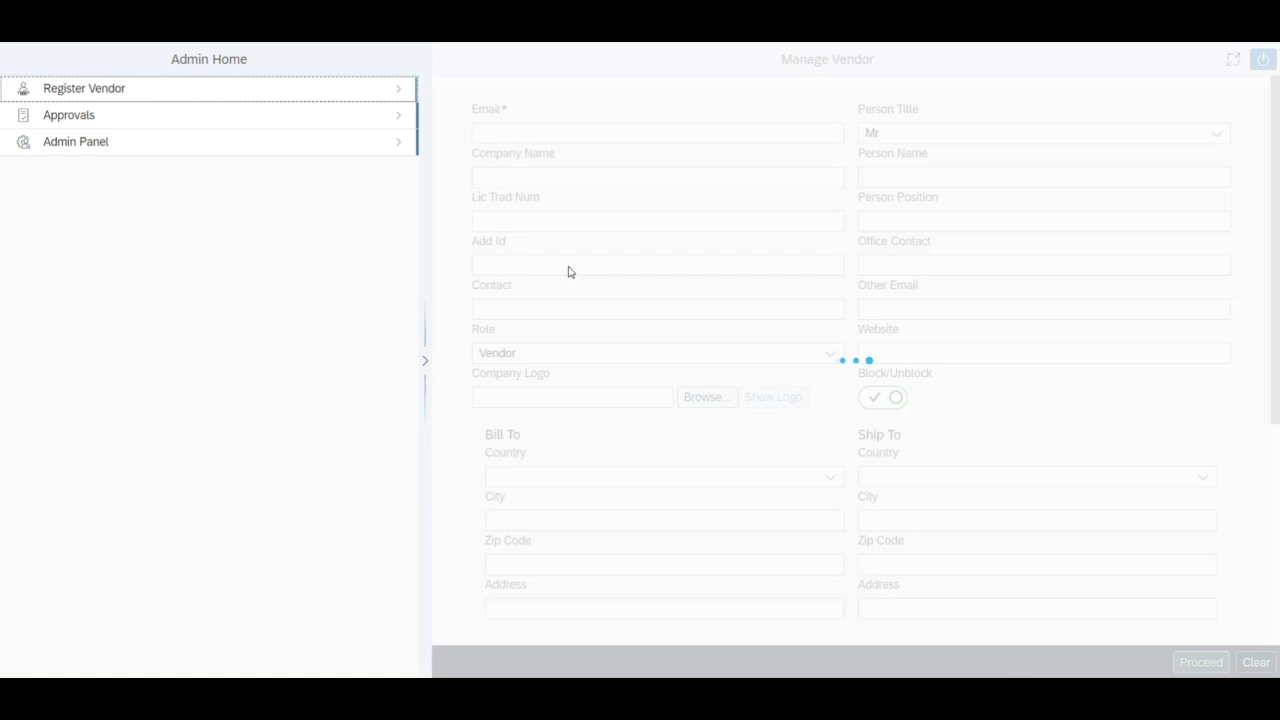 Admin Home
Register Vendor
Approvals
Admin Panel
Manage Vendor
Email*
Person Title
Mr
Company Name
Person Name
Lic Trad Num
Person Position
Add Id
Office Contact
Contact
Other Email
Role
Website
Vendor
Company Logo
Block/Unblock
Browse...
Show Logo
Bill To
Ship To
Country
Country
City
City
Zip Code
Zip Code
Address
Address
Proceed
Clear